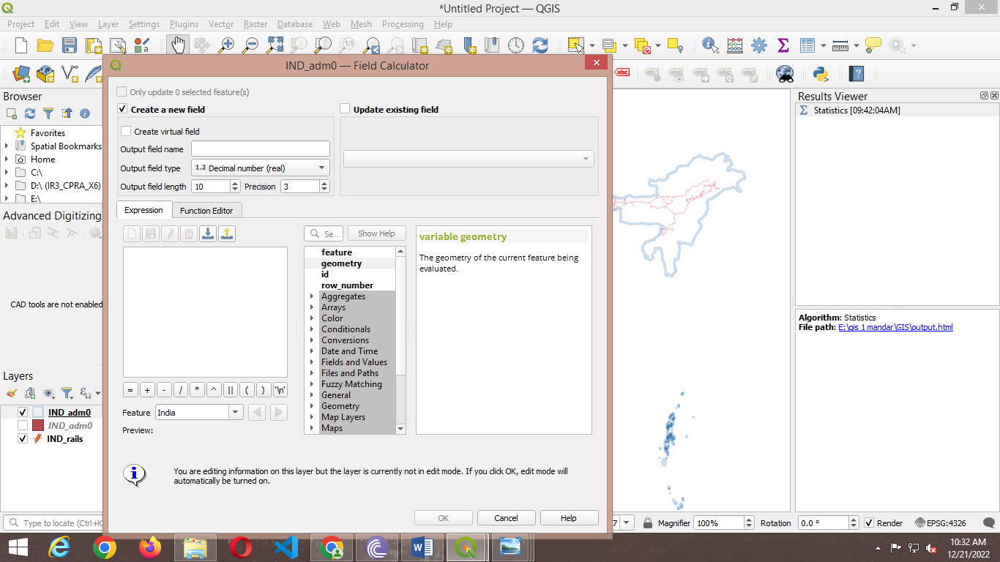 *Untitled Project — QGIS
Project Edit View Layer Settings Plugins Vector Raster Database Web Mesh Processing Help
IND_adm0 — Field Calculator
abc
Only update 0 selected feature(s)
Create a new field
Update existing field
Create virtual field
Output field name
Output field type 1.2 Decimal number (real)
Output field length 10 Precision 3
Expression Function Editor
Se... Show Help
feature
geometry
id
row_number
Aggregates
Arrays
Color
Conditionals
Conversions
Date and Time
Fields and Values
Files and Paths
Fuzzy Matching
General
Geometry
Map Layers
Maps
variable geometry
The geometry of the current feature being
evaluated.
= + - / * ^ || ( ) '\n'
Feature India
Preview:
You are editing information on this layer but the layer is currently not in edit mode. If you click OK, edit mode will
automatically be turned on.
OK Cancel Help
Browser
Favorites
Spatial Bookmarks
Home
C:\
D:\ (IR3_CPRA_X6)
E:\
Advanced Digitizing
CAD tools are not enabled
Layers
IND_adm0
IND_adm0
IND_rails
Results Viewer
Statistics [09:42:04AM]
Algorithm: Statistics
File path: E:\gis 1 mandar\GIS\output.html
Type to locate (Ctrl+K
7 Magnifier 100% Rotation 0.0 ° Render EPSG:4326
10:32 AM
12/21/2022